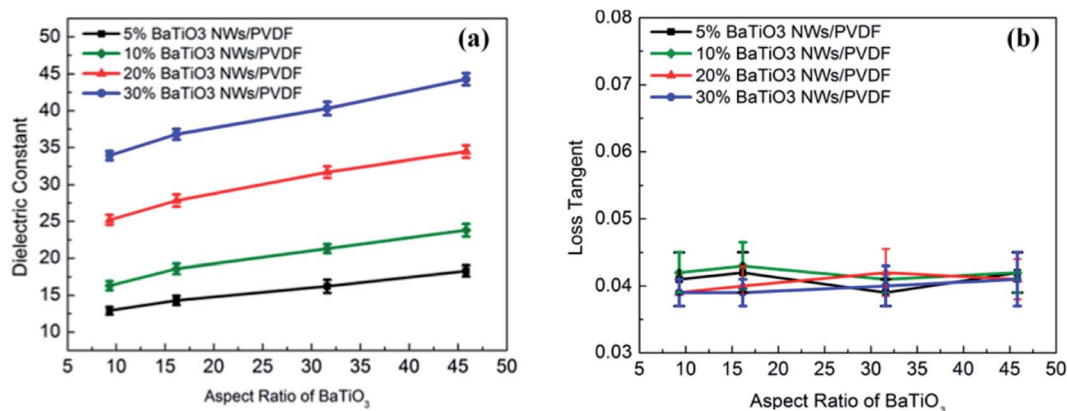 (a)
5% BaTiO3 NWs/PVDF
10% BaTiO3 NWs/PVDF
20% BaTiO3 NWs/PVDF
30% BaTiO3 NWs/PVDF
Dielectric Constant
50
45
40
35
30
25
20
15
10
5 10 15 20 25 30 35 40 45 50
Aspect Ratio of BaTiO₃
(b)
5% BaTiO3 NWs/PVDF
10% BaTiO3 NWs/PVDF
20% BaTiO3 NWs/PVDF
30% BaTiO3 NWs/PVDF
Loss Tangent
0.08
0.07
0.06
0.05
0.04
0.03
5 10 15 20 25 30 35 40 45 50
Aspect Ratio of BaTiO₃